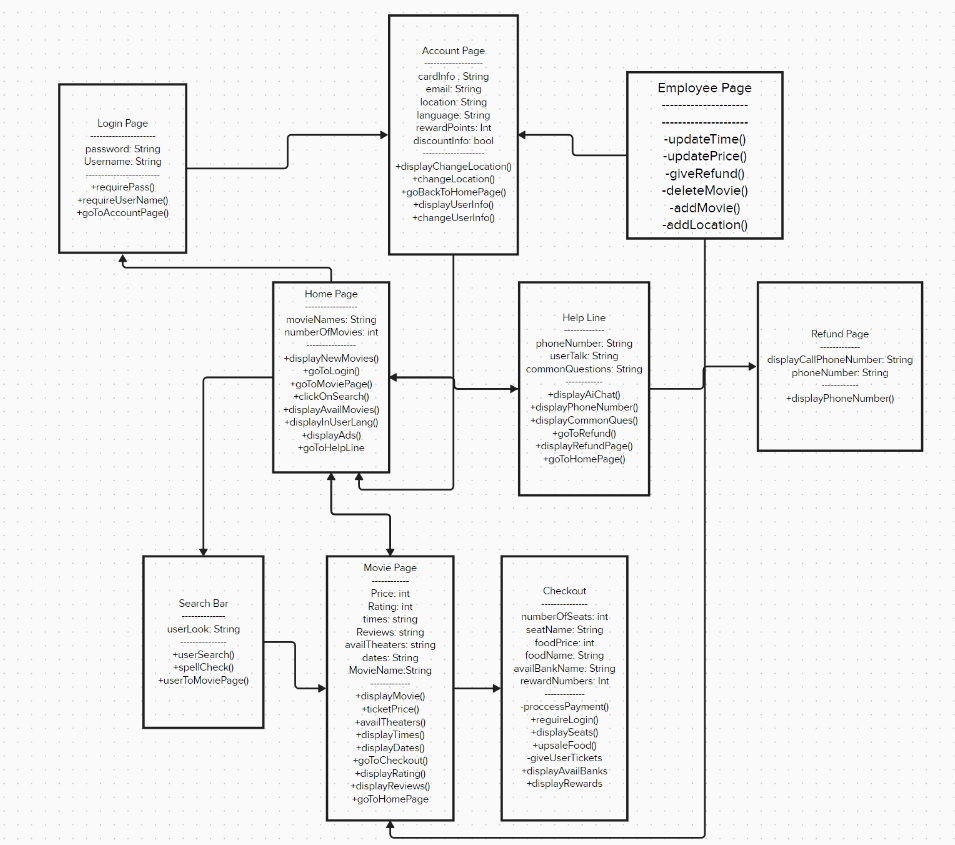 Account Page
-------------------
cardInfo : String
email: String
location: String
language: String
rewardPoints: Int
discountInfo: bool
--------------------
+displayChangeLocation()
+changeLocation()
+goBackToHomePage()
+displayUserInfo()
+changeUserInfo()
Employee Page
---------------------
---------------------
-updateTime()
-updatePrice()
-giveRefund()
-deleteMovie()
-addMovie()
-addLocation()
Login Page
---------------------
password: String
Username: String
------------------------
+requirePass()
+requireUserName()
+goToAccountPage()
Home Page
-----------------
movieNames: String
numberOfMovies: int
----------------
+displayNewMovies()
+goToLogin()
+goToMoviePage()
+clickOnSearch()
+displayAvailMovies()
+displayInUserLang()
+displayAds()
+goToHelpLine
Help Line
-------------
phoneNumber: String
userTalk: String
commonQuestions: String
------------
+displayAiChat()
+displayPhoneNumber()
+displayCommonQues()
+goToRefund()
+displayRefundPage()
+goToHomePage()
Refund Page
-------------
displayCallPhoneNumber: String
phoneNumber: String
------------
+displayPhoneNumber()
Search Bar
--------------
userLook: String
---------------
+userSearch()
+spellCheck()
+userToMoviePage()
Movie Page
------------
Price: int
Rating: int
times: string
Reviews: string
availTheaters: string
dates: String
MovieName:String
-------------
+displayMovie()
+ticketPrice()
+availTheaters()
+displayTimes()
+displayDates()
+goToCheckout()
+displayRating()
+displayReviews()
+goToHomePage
Checkout
---------------
numberOfSeats: int
seatName: String
foodPrice: int
foodName: String
availBankName: String
rewardNumbers: Int
-------------
-proccessPayment()
+reguireLogin()
+displaySeats()
+upsaleFood()
-giveUserTickets
+displayAvailBanks
+displayRewards